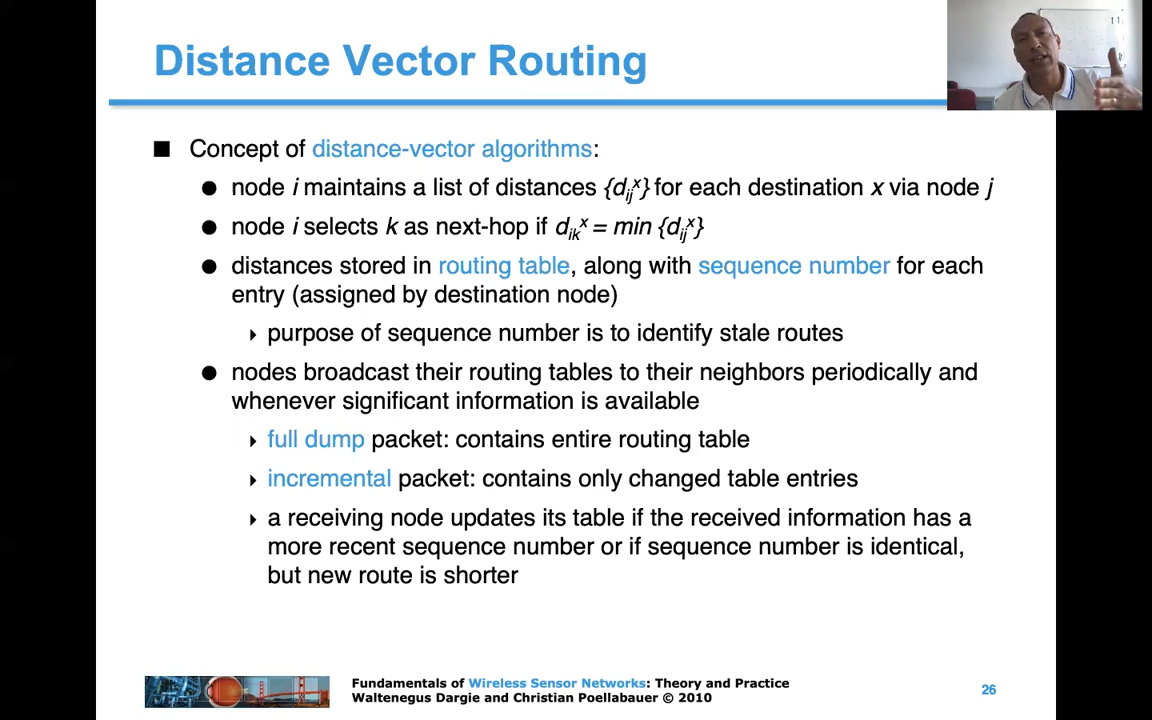 Distance Vector Routing
■ Concept of distance-vector algorithms:
● node i maintains a list of distances {dᵢⱼˣ} for each destination x via node j
● node i selects k as next-hop if dᵢₖˣ = min {dᵢⱼˣ}
● distances stored in routing table, along with sequence number for each
entry (assigned by destination node)
‣ purpose of sequence number is to identify stale routes
● nodes broadcast their routing tables to their neighbors periodically and
whenever significant information is available
‣ full dump packet: contains entire routing table
‣ incremental packet: contains only changed table entries
‣ a receiving node updates its table if the received information has a
more recent sequence number or if sequence number is identical,
but new route is shorter
Fundamentals of Wireless Sensor Networks: Theory and Practice
Waltenegus Dargie and Christian Poellabauer © 2010
26